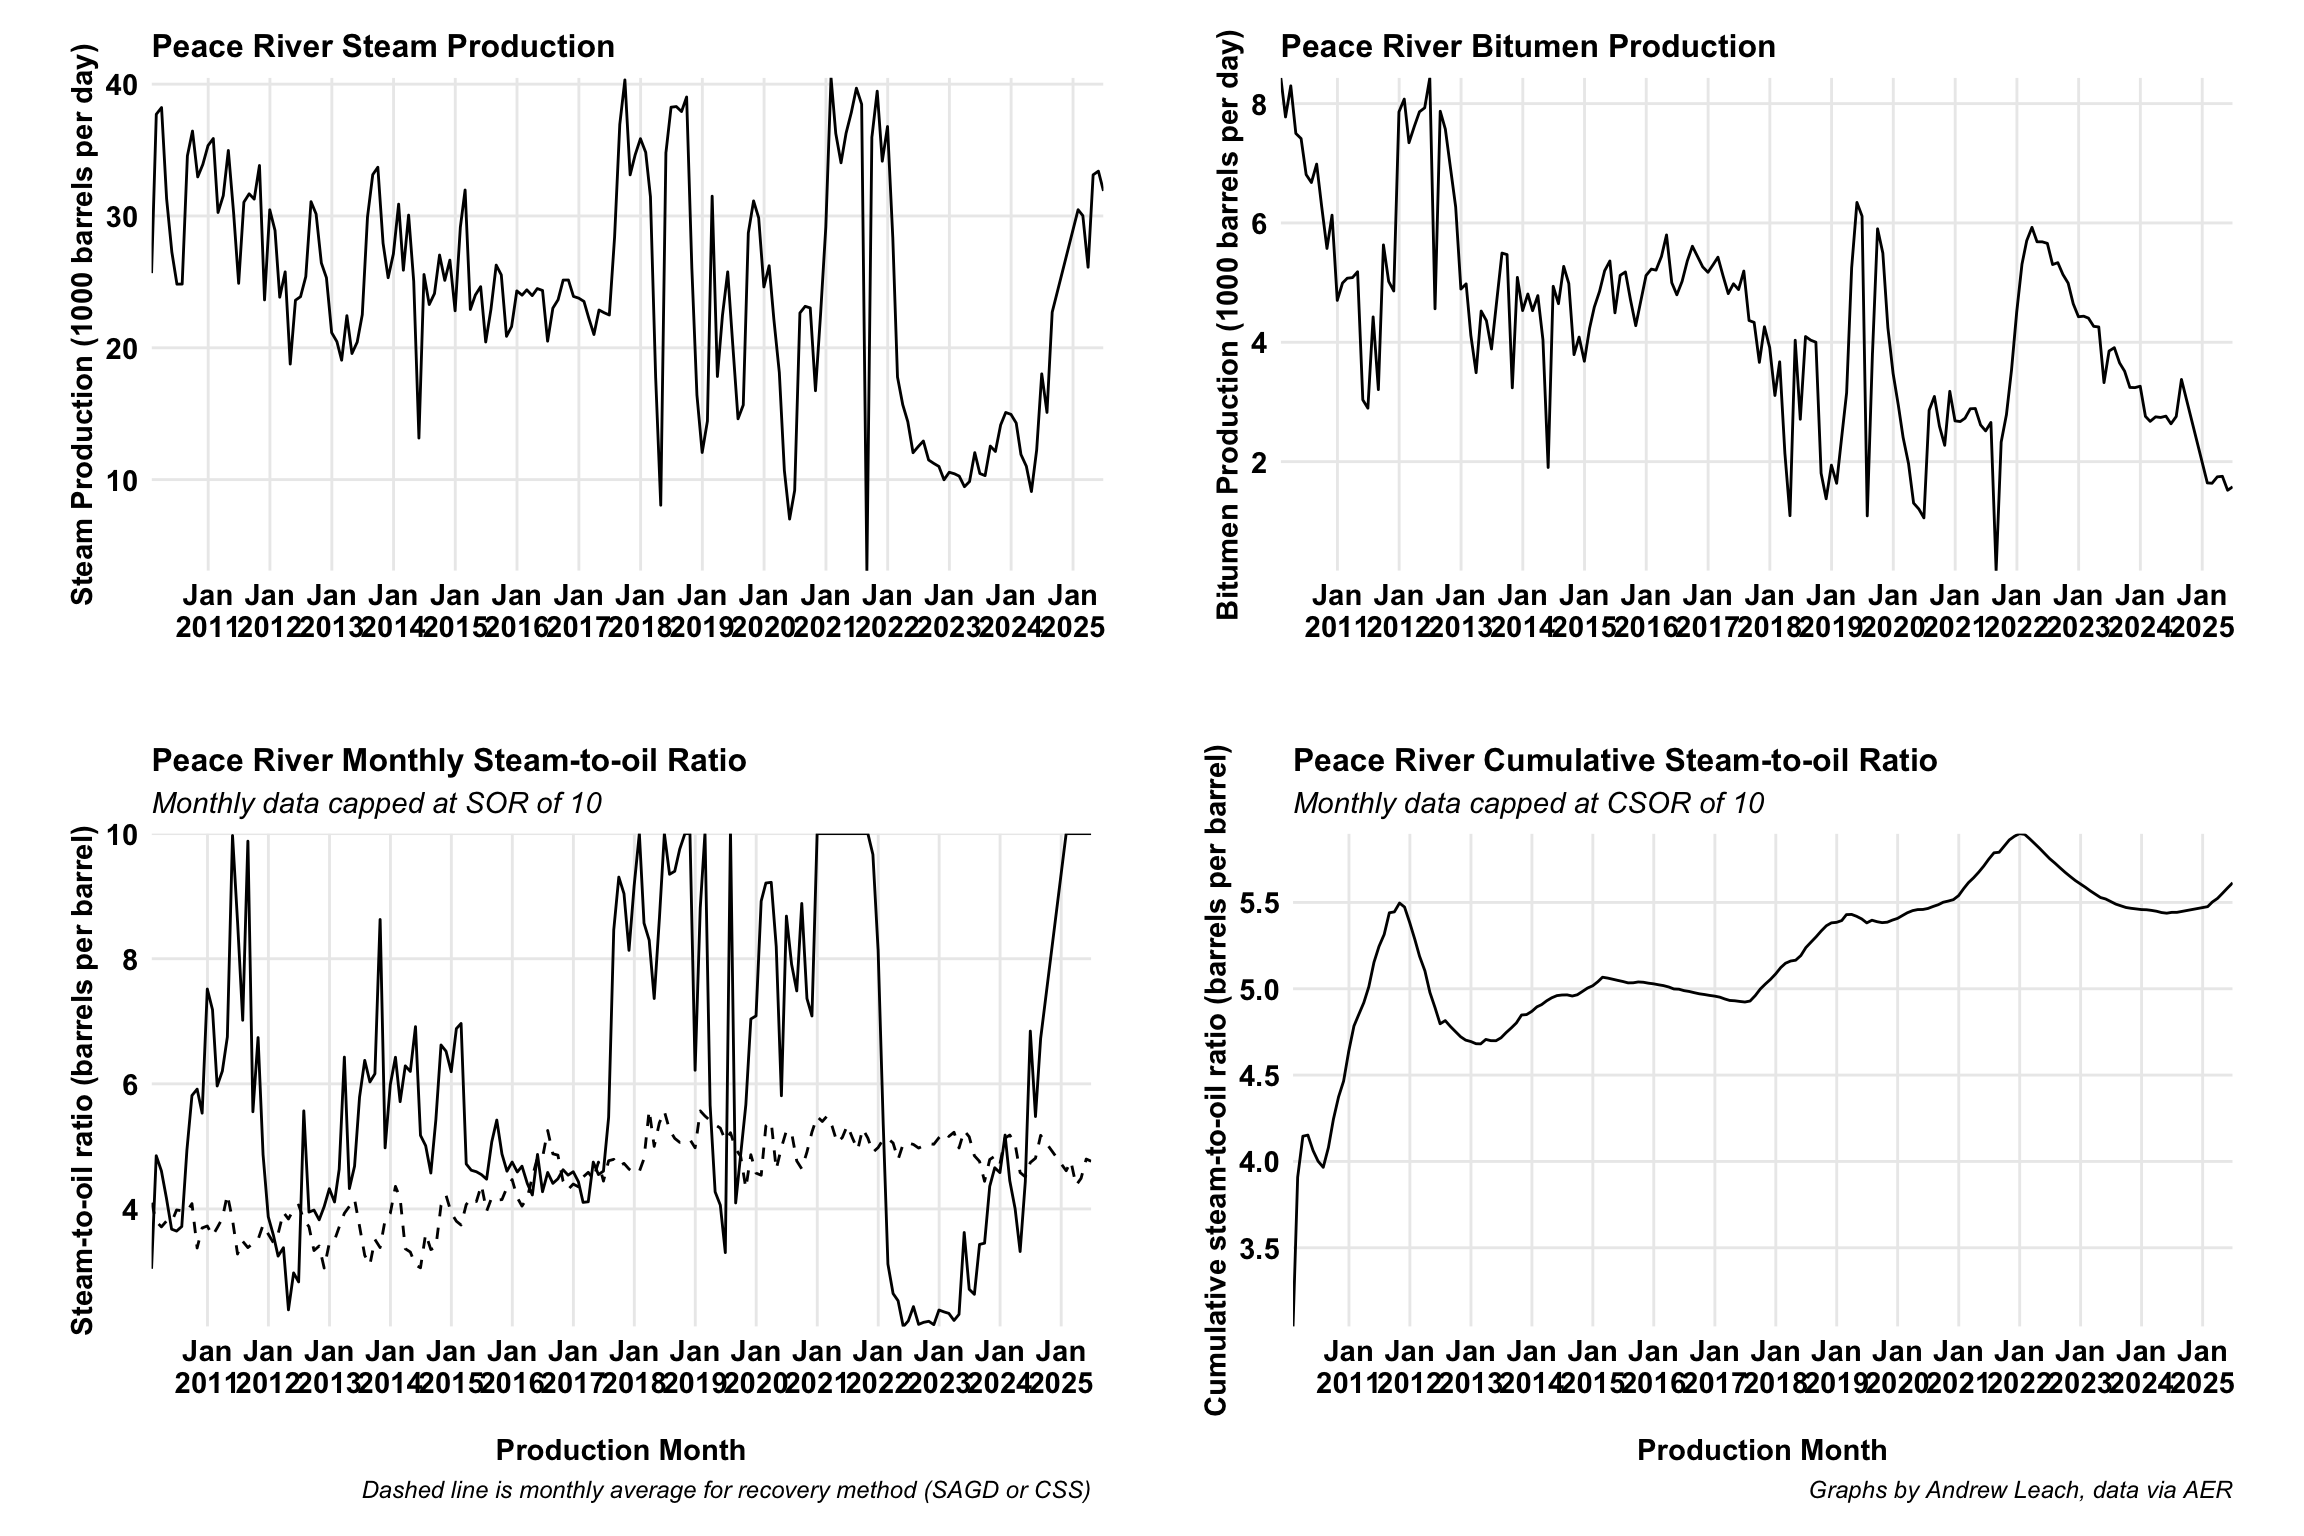 Peace River Steam Production
Steam Production (1000 barrels per day)
40
30
20
10
Jan Jan Jan Jan Jan Jan Jan Jan Jan Jan Jan Jan Jan Jan Jan
2011 2012 2013 2014 2015 2016 2017 2018 2019 2020 2021 2022 2023 2024 2025
Peace River Bitumen Production
Bitumen Production (1000 barrels per day)
8
6
4
2
Jan Jan Jan Jan Jan Jan Jan Jan Jan Jan Jan Jan Jan Jan Jan
2011 2012 2013 2014 2015 2016 2017 2018 2019 2020 2021 2022 2023 2024 2025
Peace River Monthly Steam-to-oil Ratio
Monthly data capped at SOR of 10
Steam-to-oil ratio (barrels per barrel)
10
8
6
4
Jan Jan Jan Jan Jan Jan Jan Jan Jan Jan Jan Jan Jan Jan Jan
2011 2012 2013 2014 2015 2016 2017 2018 2019 2020 2021 2022 2023 2024 2025
Production Month
Dashed line is monthly average for recovery method (SAGD or CSS)
Peace River Cumulative Steam-to-oil Ratio
Monthly data capped at CSOR of 10
Cumulative steam-to-oil ratio (barrels per barrel)
5.5
5.0
4.5
4.0
3.5
Jan Jan Jan Jan Jan Jan Jan Jan Jan Jan Jan Jan Jan Jan Jan
2011 2012 2013 2014 2015 2016 2017 2018 2019 2020 2021 2022 2023 2024 2025
Production Month
Graphs by Andrew Leach, data via AER